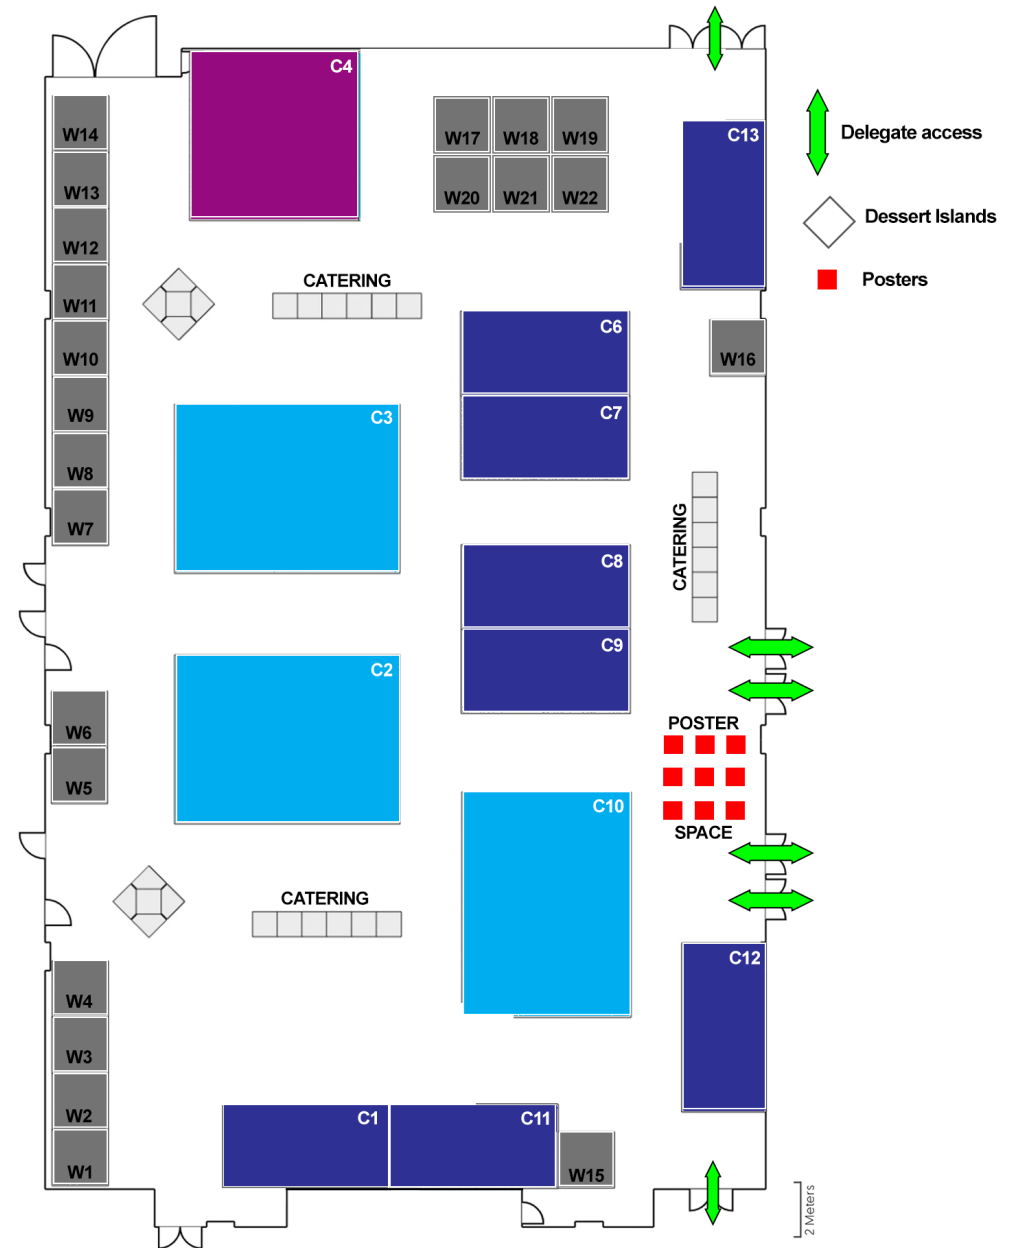 C4
W14
W17
W18
W19
C13
Delegate access
W13
W20
W21
W22
Dessert Islands
W12
CATERING
Posters
W11
C6
W10
W16
W9
C3
C7
W8
W7
CATERING
C8
C9
C2
W6
POSTER
W5
C10
SPACE
CATERING
C12
W4
W3
W2
C1
C11
W1
W15
2 Meters